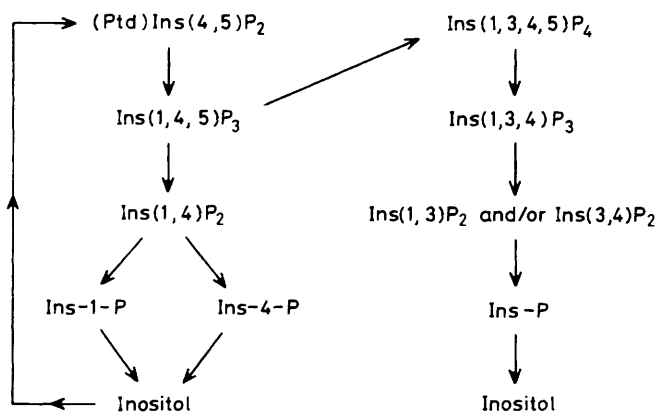 (Ptd)Ins(4,5)P₂
Ins(1,4,5)P₃
Ins(1,4)P₂
Ins-1-P
Ins-4-P
Inositol
Ins(1,3,4,5)P₄
Ins(1,3,4)P₃
Ins(1,3)P₂ and/or Ins(3,4)P₂
Ins-P
Inositol